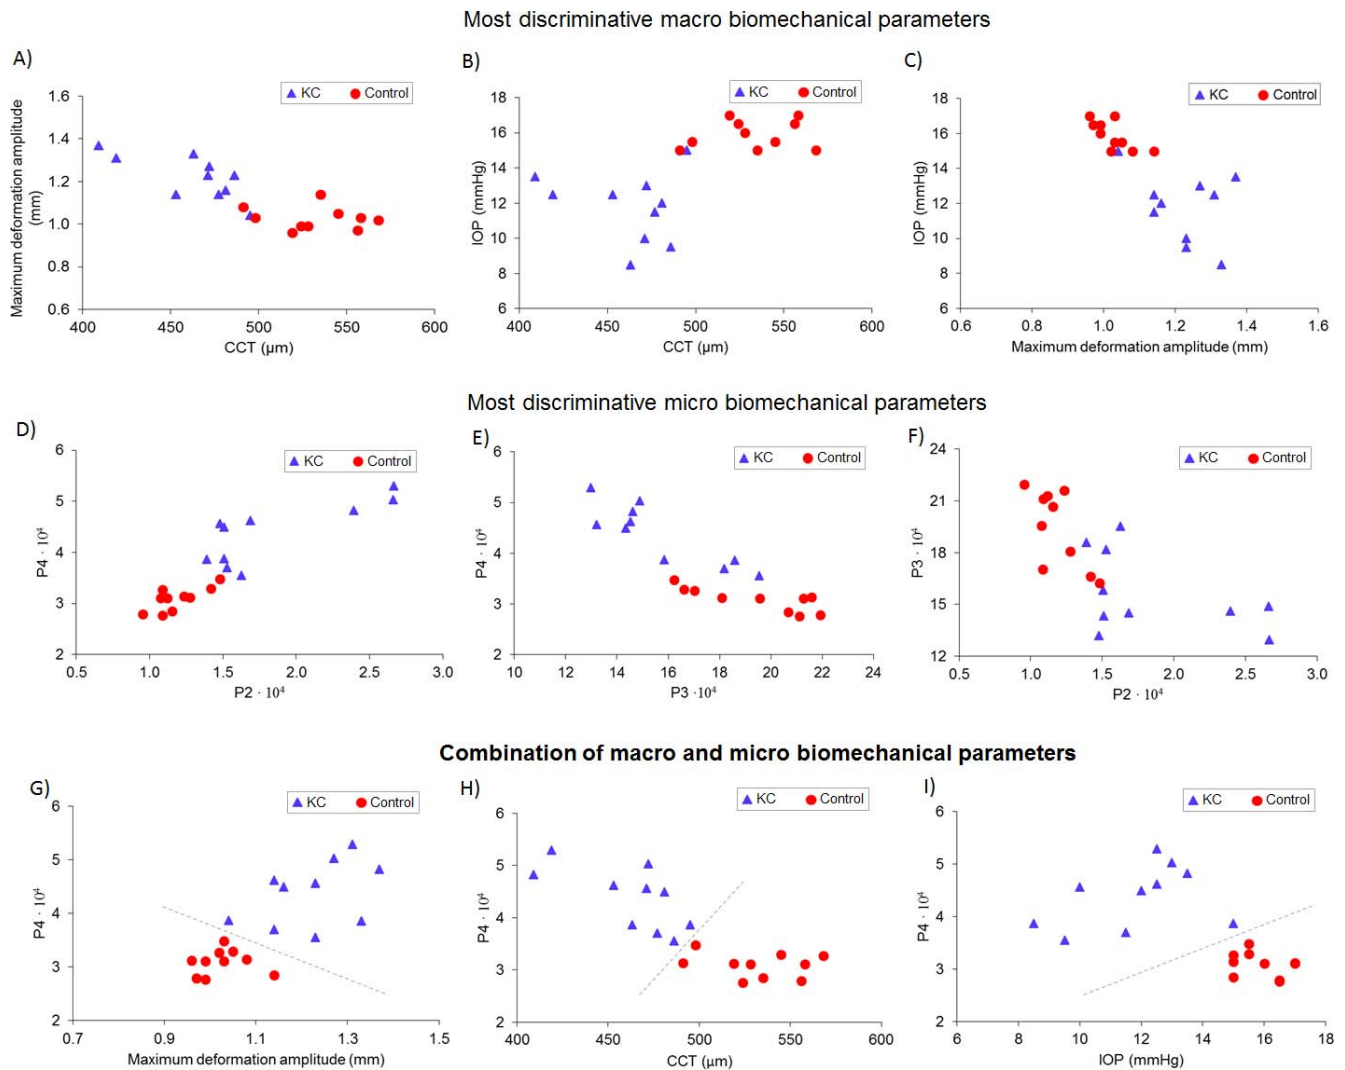 Most discriminative macro biomechanical parameters
A)
KC Control
Maximum deformation amplitude
(mm)
1.6
1.4
1.2
1.0
0.8
0.6
400 450 500 550 600
CCT (μm)
B)
KC Control
IOP (mmHg)
18
16
14
12
10
8
6
400 450 500 550 600
CCT (μm)
C)
KC Control
IOP (mmHg)
18
16
14
12
10
8
6
0.6 0.8 1.0 1.2 1.4 1.6
Maximum deformation amplitude (mm)
Most discriminative micro biomechanical parameters
D)
KC Control
P4 · 10⁴
6
5
4
3
2
0.5 1.0 1.5 2.0 2.5 3.0
P2 · 10⁴
E)
KC Control
P4 · 10⁴
6
5
4
3
2
10 12 14 16 18 20 22 24
P3 ·10⁴
F)
KC Control
P3 · 10⁴
24
21
18
15
12
0.5 1.0 1.5 2.0 2.5 3.0
P2 · 10⁴
Combination of macro and micro biomechanical parameters
G)
KC Control
P4 · 10⁴
6
5
4
3
2
0.7 0.9 1.1 1.3 1.5
Maximum deformation amplitude (mm)
H)
KC Control
P4 · 10⁴
6
5
4
3
2
400 450 500 550 600
CCT (μm)
I)
KC Control
P4 · 10⁴
6
5
4
3
2
6 8 10 12 14 16 18
IOP (mmHg)